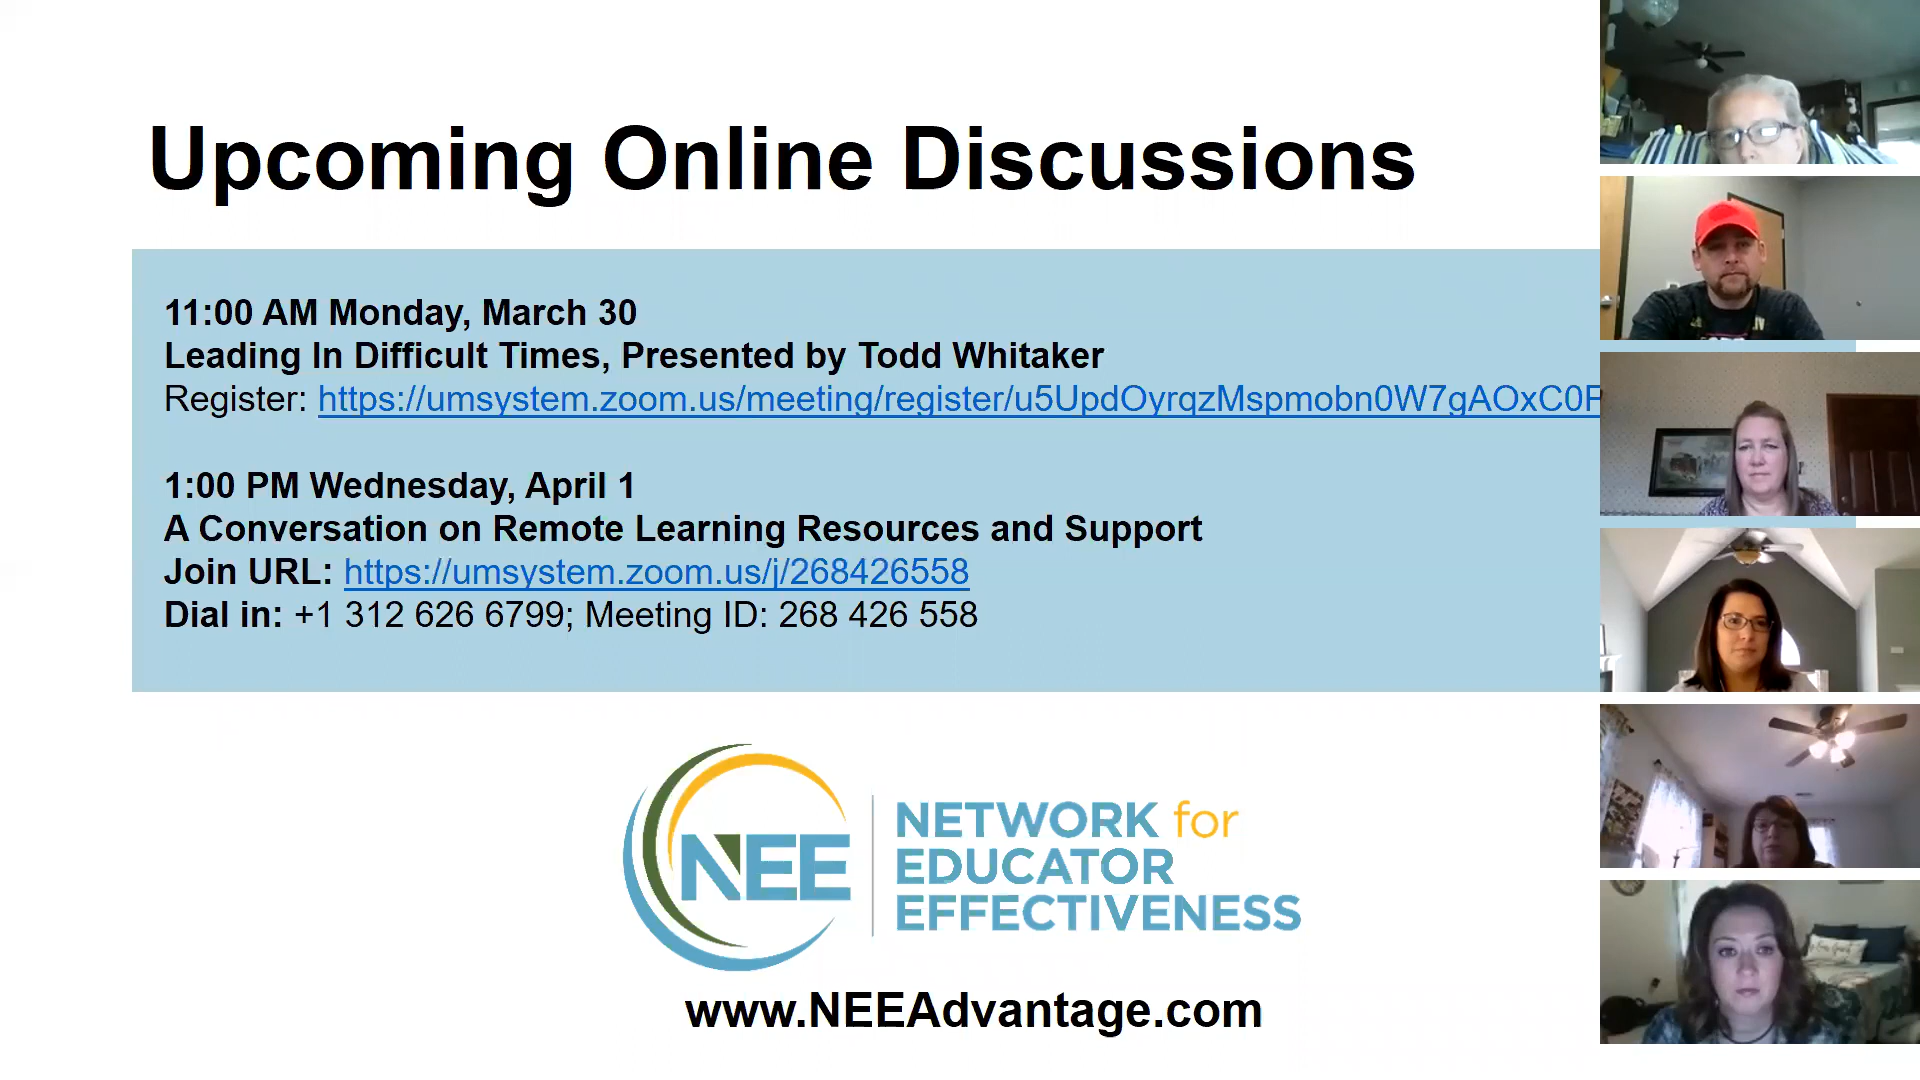 Upcoming Online Discussions
11:00 AM Monday, March 30
Leading In Difficult Times, Presented by Todd Whitaker
Register: https://umsystem.zoom.us/meeting/register/u5UpdOyrqzMspmobn0W7gAOxC0
1:00 PM Wednesday, April 1
A Conversation on Remote Learning Resources and Support
Join URL: https://umsystem.zoom.us/j/268426558
Dial in: +1 312 626 6799; Meeting ID: 268 426 558
NEE
NETWORK for
EDUCATOR
EFFECTIVENESS
www.NEEAdvantage.com